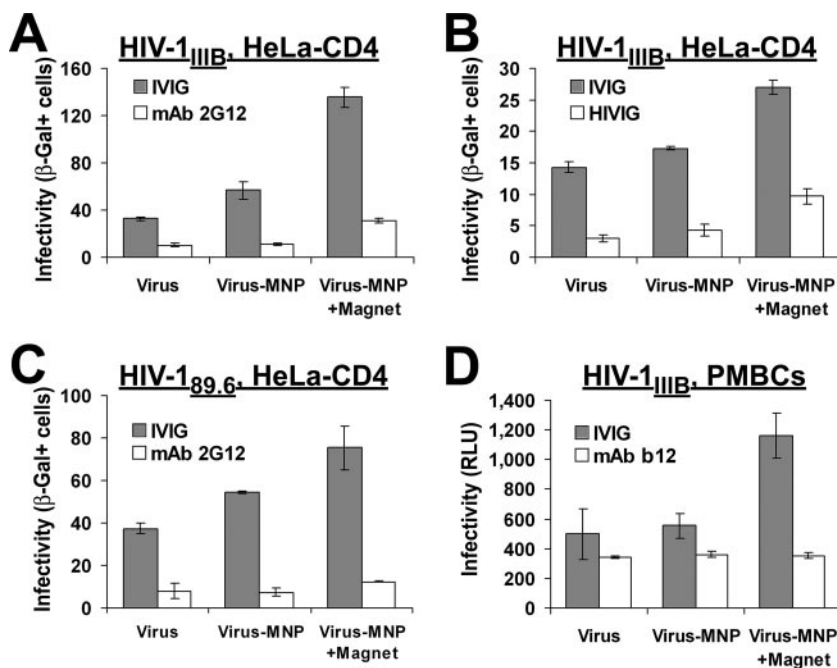 A
HIV-1IIIB, HeLa-CD4
Infectivity (β-Gal+ cells)
160
120
80
40
0
IVIG
mAb 2G12
Virus
Virus-MNP
Virus-MNP
+Magnet
B
HIV-1IIIB, HeLa-CD4
Infectivity (β-Gal+ cells)
30
25
20
15
10
5
0
IVIG
HIVIG
Virus
Virus-MNP
Virus-MNP
+Magnet
C
HIV-189.6, HeLa-CD4
Infectivity (β-Gal+ cells)
100
80
60
40
20
0
IVIG
mAb 2G12
Virus
Virus-MNP
Virus-MNP
+Magnet
D
HIV-1IIIB, PMBCs
Infectivity (RLU)
1,400
1,200
1,000
800
600
400
200
0
IVIG
mAb b12
Virus
Virus-MNP
Virus-MNP
+Magnet